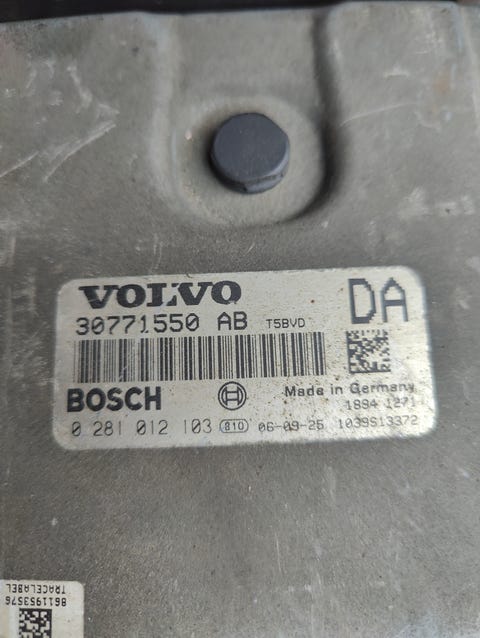 VOLVO
DA
30771550 AB T5BVD
BOSCH
Made in Germany
1894 1271
0 281 012 103 810 06-09-25 1039S13372
86119535S76
TRACELABEL